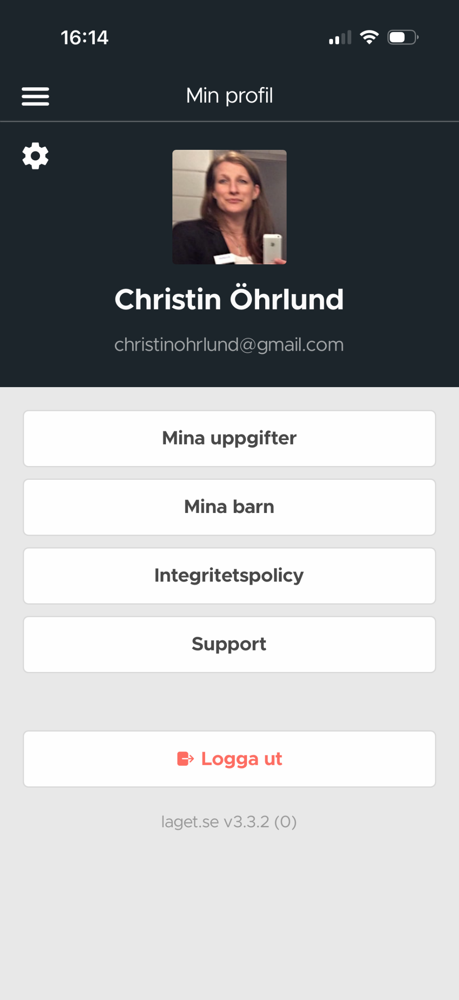 16:14
Min profil
Christin Öhrlund
christinohrlund@gmail.com
Mina uppgifter
Mina barn
Integritetspolicy
Support
Logga ut
laget.se v3.3.2 (0)